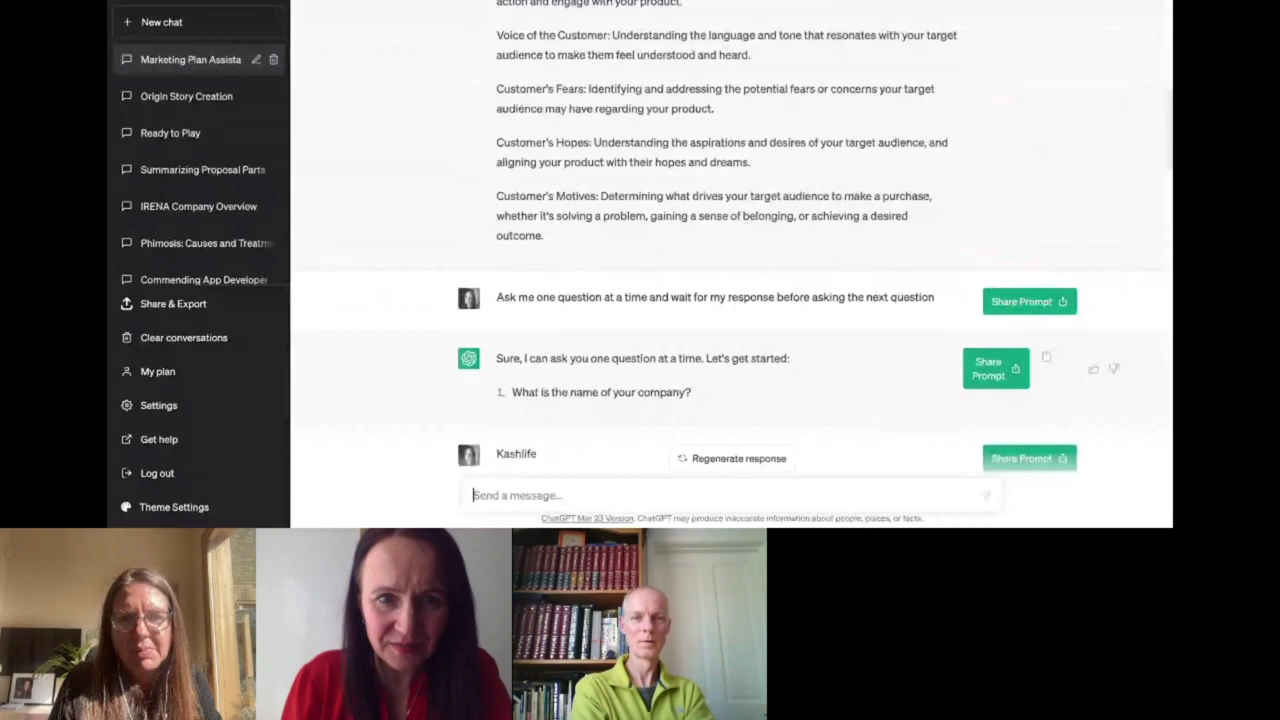 New chat
Marketing Plan Assista
Origin Story Creation
Ready to Play
Summarizing Proposal Parts
IRENA Company Overview
Phimosis: Causes and Treatm
Commending App Develope
Share & Export
Clear conversations
My plan
Settings
Get help
Log out
Theme Settings
action and engage with your product.
Voice of the Customer: Understanding the language and tone that resonates with your target
audience to make them feel understood and heard.
Customer's Fears: Identifying and addressing the potential fears or concerns your target
audience may have regarding your product.
Customer's Hopes: Understanding the aspirations and desires of your target audience, and
aligning your product with their hopes and dreams.
Customer's Motives: Determining what drives your target audience to make a purchase,
whether it's solving a problem, gaining a sense of belonging, or achieving a desired
outcome.
Ask me one question at a time and wait for my response before asking the next question
Share Prompt
Sure, I can ask you one question at a time. Let's get started:
Share
Prompt
1. What is the name of your company?
Kashlife
Regenerate response
Share Prompt
Send a message...
ChatGPT Mar 23 Version. ChatGPT may produce inaccurate information about people, places, or facts.